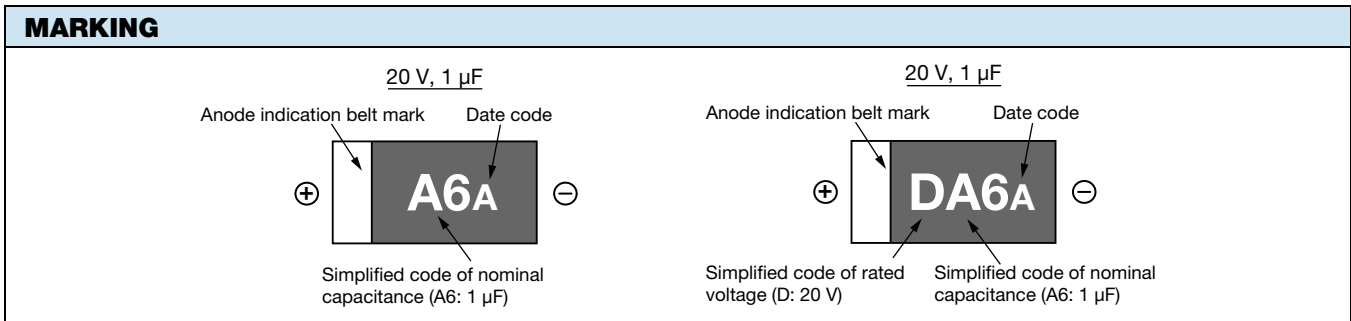 MARKING
20 V, 1 μF
Anode indication belt mark
Date code
⊕
A6A
⊖
Simplified code of nominal
capacitance (A6: 1 μF)
20 V, 1 μF
Anode indication belt mark
Date code
⊕
DA6A
⊖
Simplified code of rated
voltage (D: 20 V)
Simplified code of nominal
capacitance (A6: 1 μF)